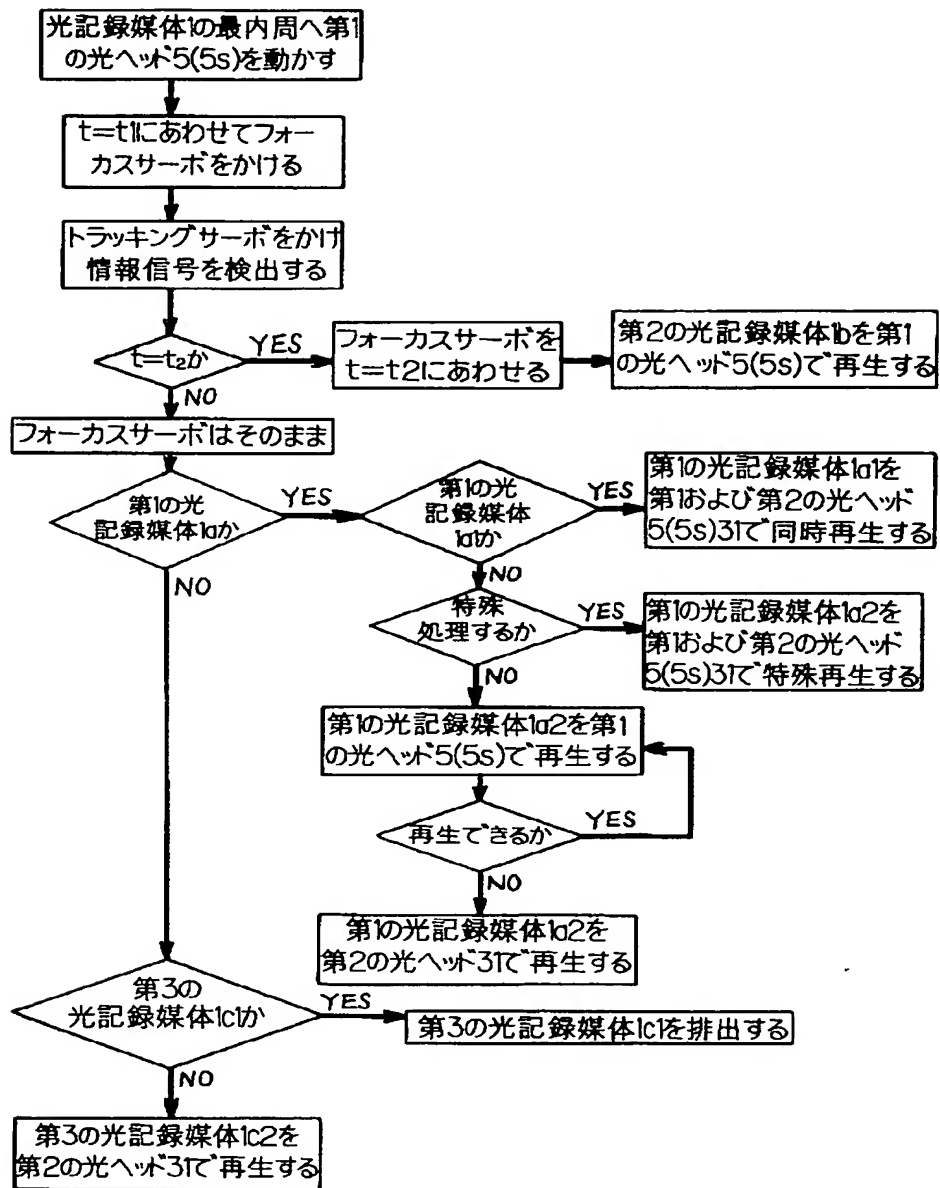 光記録媒体1の最内周へ第1
の光ヘッド5(5s)を動かす
t=t1にあわせてフォー
カスサーボをかける
トラッキングサーボをかけ
情報信号を検出する
t=t2か
YES
フォーカスサーボを
t=t2にあわせる
第2の光記録媒体1bを第1
の光ヘッド5(5s)で再生する
NO
フォーカスサーボはそのまま
第1の光
記録媒体1aか
YES
第1の光
記録媒体
1a1か
YES
第1の光記録媒体1a1を
第1および第2の光ヘッド
5(5s)31で同時再生する
NO
NO
特殊
処理するか
YES
第1の光記録媒体1a2を
第1および第2の光ヘッド
5(5s)31で特殊再生する
NO
第1の光記録媒体1a2を第1
の光ヘッド5(5s)で再生する
再生できるか
YES
NO
第1の光記録媒体1a2を
第2の光ヘッド31で再生する
第3の
光記録媒体1c1か
YES
第3の光記録媒体1c1を排出する
NO
第3の光記録媒体1c2を
第2の光ヘッド31で再生する